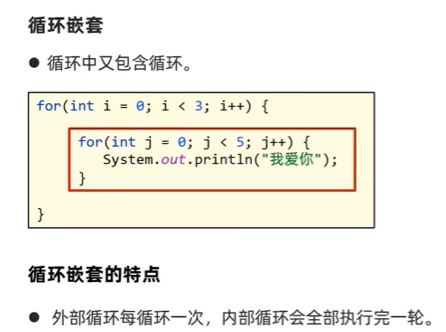 循环嵌套
● 循环中又包含循环。
for(int i = 0; i < 3; i++) {
for(int j = 0; j < 5; j++) {
System.out.println("我爱你");
}
}
循环嵌套的特点
● 外部循环每循环一次，内部循环会全部执行完一轮。